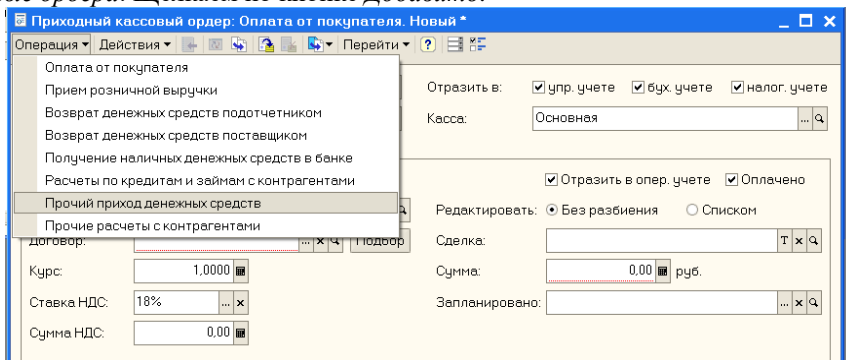 Приходный кассовый ордер: Оплата от покупателя. Новый *
Операция Действия Перейти
Оплата от покупателя
Прием розничной выручки
Возврат денежных средств подотчетником
Возврат денежных средств поставщиком
Получение наличных денежных средств в банке
Расчеты по кредитам и займам с контрагентами
Прочий приход денежных средств
Прочие расчеты с контрагентами
Отразить в: упр. учете бух. учете налог. учете
Касса: Основная
Отразить в опер. учете Оплачено
Редактировать: Без разбиения Списком
Договор: Подбор Сделка: T
Курс: 1,0000 Сумма: 0,00 руб.
Ставка НДС: 18% Запланировано:
Сумма НДС: 0,00